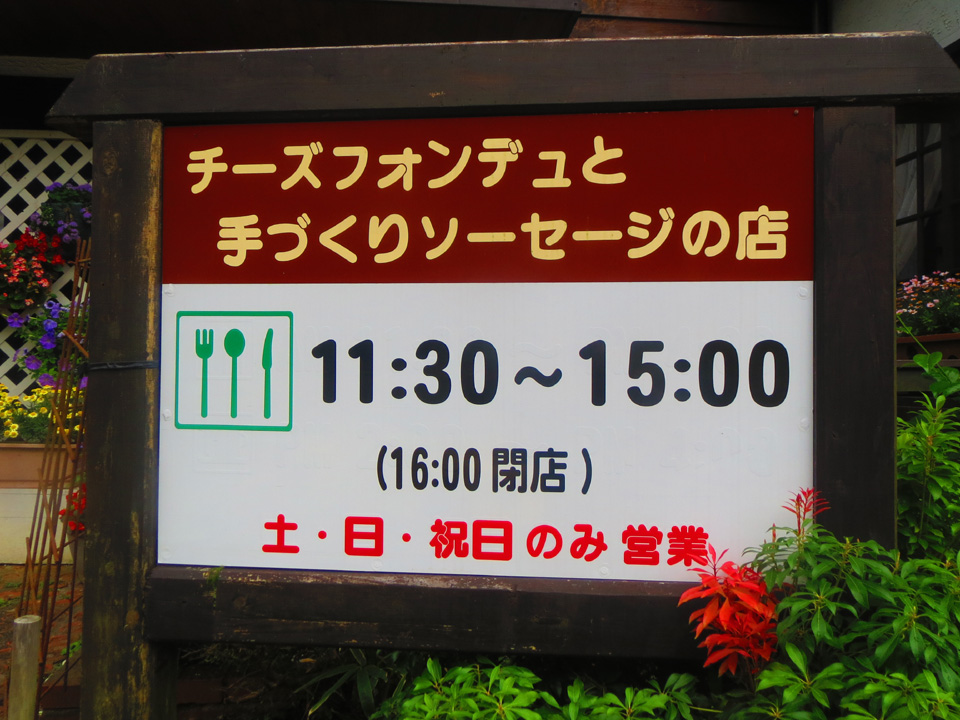 チーズフォンデュと
手づくりソーセージの店
11:30～15:00
(16:00 閉店)
土・日・祝日のみ営業